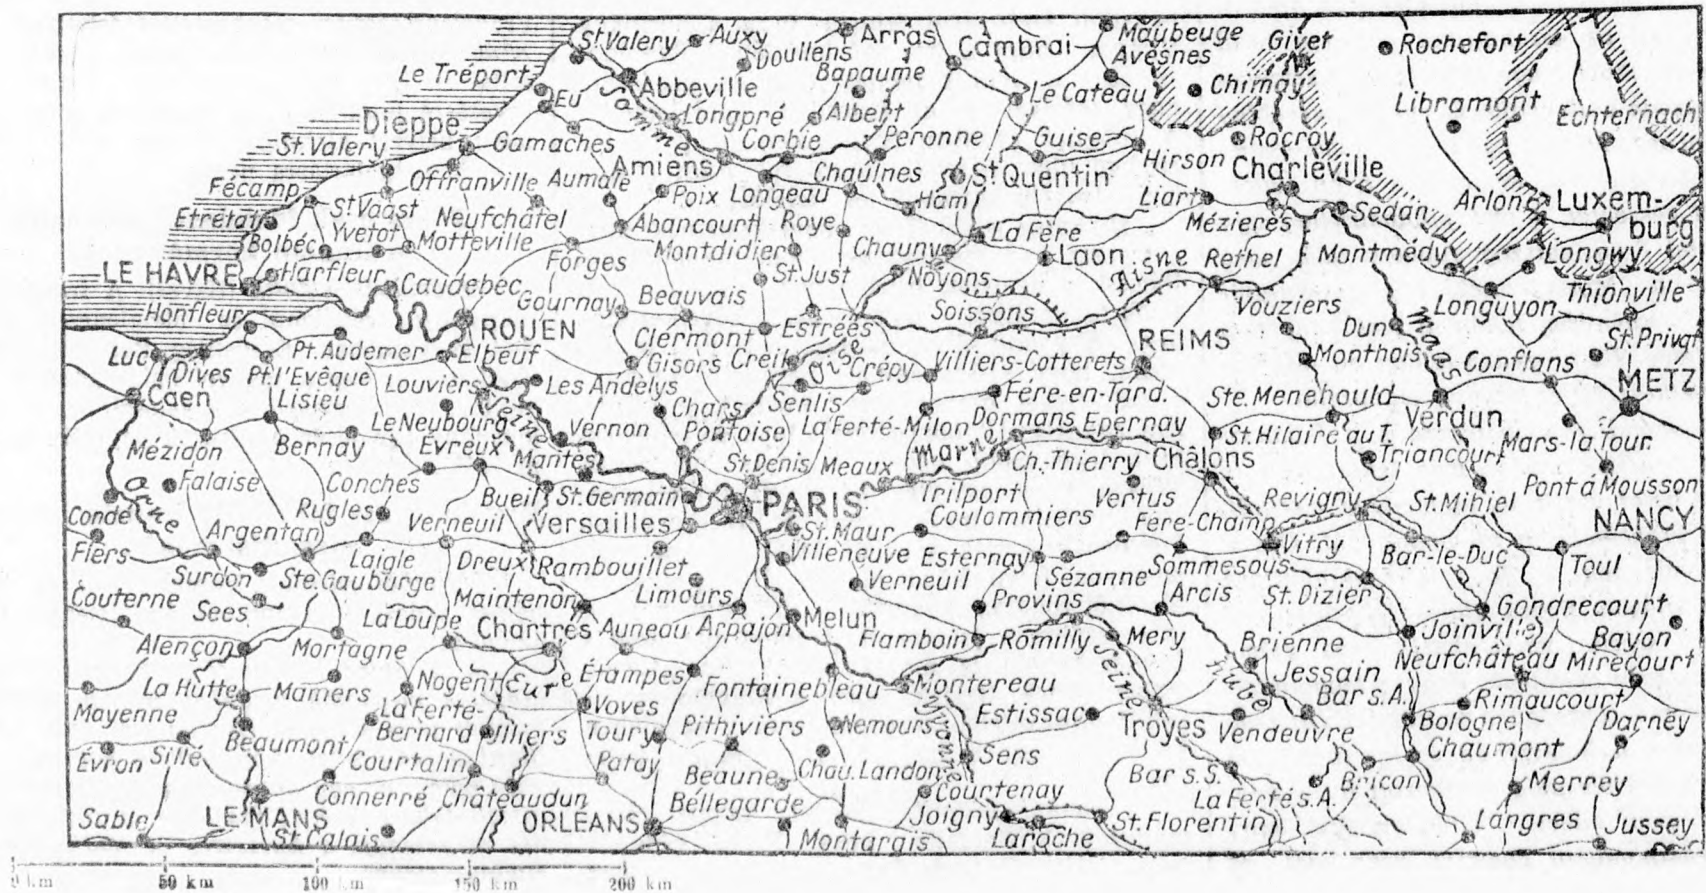 St Valery
Auxy
Arras
Cambrai
Maubeuge
Givet
Rochefort
Doullens
Avesnes
Le Tréport
Abbeville
Bapaume
Le Cateau
Chimay
Libramont
Echternach
Eu
Somme
Longpré
Albert
Dieppe
Gamaches
Corbie
Peronne
Guise
Rocroy
St. Valery
Amiens
Chaulnes
St Quentin
Hirson
Charleville
Fécamp
Offranville
Aumale
Poix
Longeau
Ham
Liart
Sedan
Arlon
Luxem-
burg
Etretat
St Vaast
Yvetot
Neufchâtel
Abancourt
Roye
Mézieres
Bolbéc
Motteville
Montdidier
Chauny
La Fère
Laon
Aisne
Rethel
Montmédy
Longwy
LE HAVRE
Harfleur
Caudebec
Forges
St. Just
Noyons
Gournay
Beauvais
Soissons
Vouziers
Longuyon
Thionville
Honfleur
ROUEN
Clermont
Estrées
REIMS
Dun
Maas
St. Privat
Luc
Pt. Audemer
Elbeuf
Gisors
Creil
Oise
Crépy
Villiers-Cotterets
Monthois
Conflans
METZ
Dives
Pt. l'Evêque
Louviers
Les Andelys
Caen
Lisieu
Chars
Senlis
Fére-en-Tard.
Ste. Menehould
Verdun
Le Neubourg
Seine
Vernon
Pontoise
La Ferté-Milon
Dormans
Epernay
St. Hilaire au T.
Mars-la Tour.
Mézidon
Bernay
Evreux
Mantes
St. Denis
Meaux
Marne
Ch.-Thierry
Châlons
Triancourt
Falaise
Conches
Bueil
St. Germain
PARIS
Trilport
Vertus
Revigny
St. Mihiel
Pont á Mousson
Orne
Rugles
Verneuil
Versailles
St. Maur
Coulommiers
Fère-Champ.
NANCY
Condé
Flers
Argentan
Laigle
Dreux
Rambouillet
Villeneuve
Esternay
Vitry
Bar-le-Duc
Toul
Surdon
Ste. Gauburge
Verneuil
Sézanne
Sommesous
Couterne
Sees
Maintenon
Limours
Provins
Arcis
St. Dizier
Gondrecourt
La Loupe
Chartres
Auneau
Arpajon
Melun
Flamboin
Romilly
Mery
Brienne
Joinville
Bayon
Alençon
Mortagne
Neufchâteau
Mirecourt
La Hutte
Mamers
Nogent
Eure
Étampes
Fontainebleau
Montereau
Seine
Aube
Jessain
Bar s. A.
Rimaucourt
Mayenne
La Ferté-
Bernard
Villiers
Voves
Toury
Pithiviers
Nemours
Yvonne
Estissac
Troyes
Vendeuvre
Bologne
Darney
Évron
Sillé
Beaumont
Courtalin
Patay
Sens
Chaumont
Connerré
Châteaudun
Beaune
Chau. Landon
Bar s. S.
Bricon
Merrey
LE MANS
Bellegarde
Courtenay
La Ferté s. A.
Sable
St. Calais
ORLEANS
Montargis
Joigny
Laroche
St. Florentin
Langres
Jussey
0 km
50 km
100 km
150 km
200 km